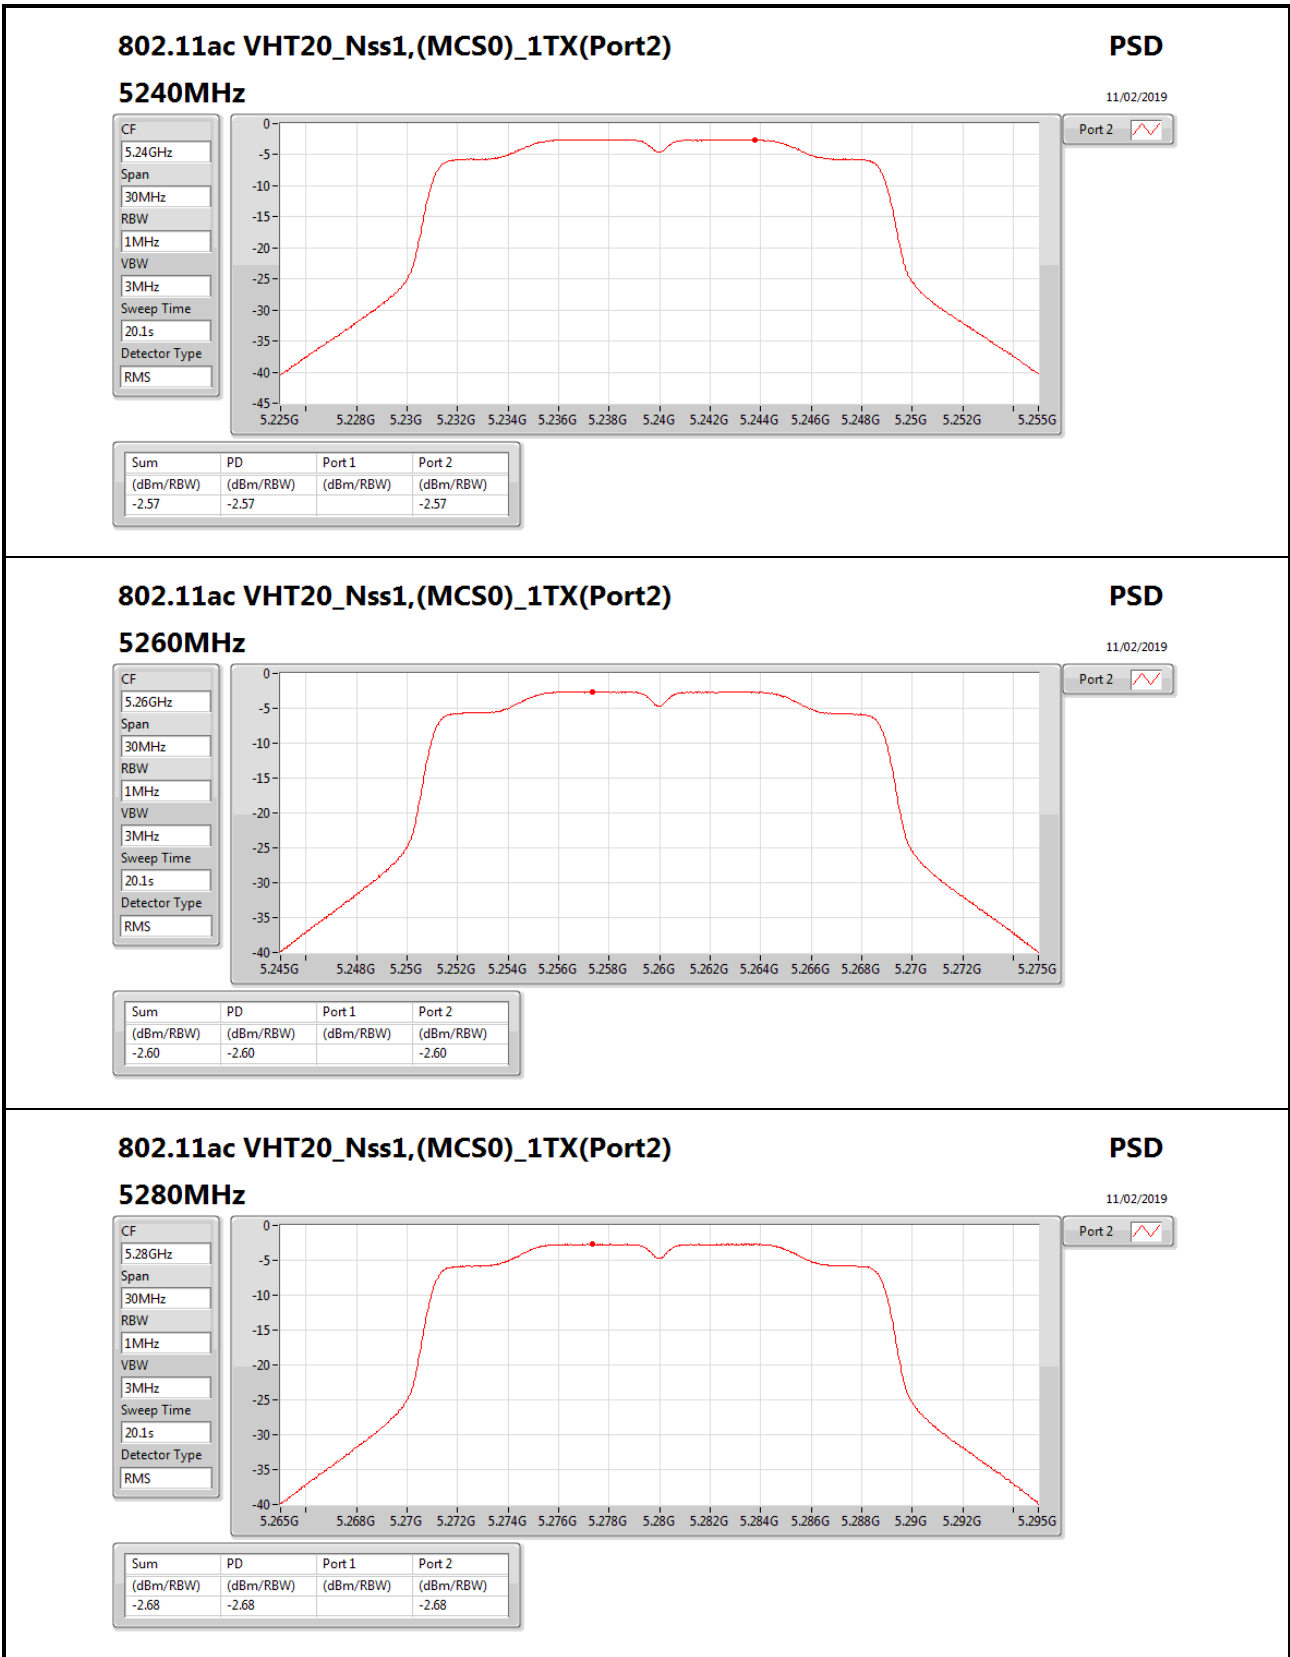 802.11ac VHT20_Nss1,(MCS0)_1TX(Port2)
PSD
5240MHz
11/02/2019
CF
5.24GHz
Span
30MHz
RBW
1MHz
VBW
3MHz
Sweep Time
20.1s
Detector Type
RMS
0
-5
-10
-15
-20
-25
-30
-35
-40
-45
5.225G 5.228G 5.23G 5.232G 5.234G 5.236G 5.238G 5.24G 5.242G 5.244G 5.246G 5.248G 5.25G 5.252G 5.255G
Port 2
Sum PD Port 1 Port 2
(dBm/RBW) (dBm/RBW) (dBm/RBW) (dBm/RBW)
-2.57 -2.57 -2.57
802.11ac VHT20_Nss1,(MCS0)_1TX(Port2)
PSD
5260MHz
11/02/2019
CF
5.26GHz
Span
30MHz
RBW
1MHz
VBW
3MHz
Sweep Time
20.1s
Detector Type
RMS
0
-5
-10
-15
-20
-25
-30
-35
-40
5.245G 5.248G 5.25G 5.252G 5.254G 5.256G 5.258G 5.26G 5.262G 5.264G 5.266G 5.268G 5.27G 5.272G 5.275G
Port 2
Sum PD Port 1 Port 2
(dBm/RBW) (dBm/RBW) (dBm/RBW) (dBm/RBW)
-2.60 -2.60 -2.60
802.11ac VHT20_Nss1,(MCS0)_1TX(Port2)
PSD
5280MHz
11/02/2019
CF
5.28GHz
Span
30MHz
RBW
1MHz
VBW
3MHz
Sweep Time
20.1s
Detector Type
RMS
0
-5
-10
-15
-20
-25
-30
-35
-40
5.265G 5.268G 5.27G 5.272G 5.274G 5.276G 5.278G 5.28G 5.282G 5.284G 5.286G 5.288G 5.29G 5.292G 5.295G
Port 2
Sum PD Port 1 Port 2
(dBm/RBW) (dBm/RBW) (dBm/RBW) (dBm/RBW)
-2.68 -2.68 -2.68